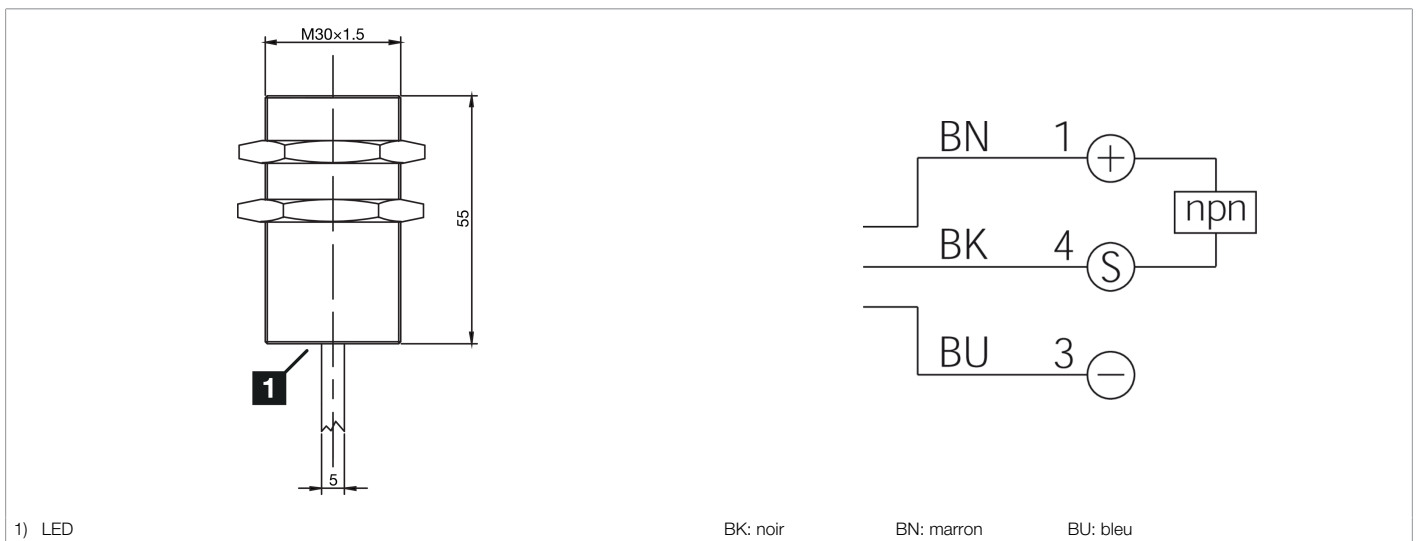 M30×1.5
55
1
5
BN 1 +
npn
BK 4 S
BU 3 −
1) LED
BK: noir BN: marron BU: bleu